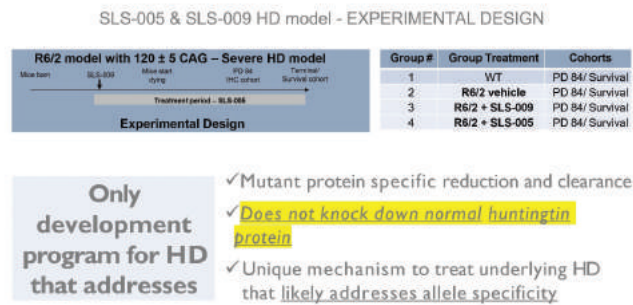 SLS-005 & SLS-009 HD model - EXPERIMENTAL DESIGN
R6/2 model with 120 ± 5 CAG – Severe HD model
Mice born SLS-009 Mice start dying PD 84 IHC cohort Terminal/ Survival cohort
Treatment period – SLS-005
Experimental Design
Group # Group Treatment Cohorts
1 WT PD 84/ Survival
2 R6/2 vehicle PD 84/ Survival
3 R6/2 + SLS-009 PD 84/ Survival
4 R6/2 + SLS-005 PD 84/ Survival
Only
development
program for HD
that addresses
✓Mutant protein specific reduction and clearance
✓Does not knock down normal huntingtin
protein
✓Unique mechanism to treat underlying HD
that likely addresses allele specificity